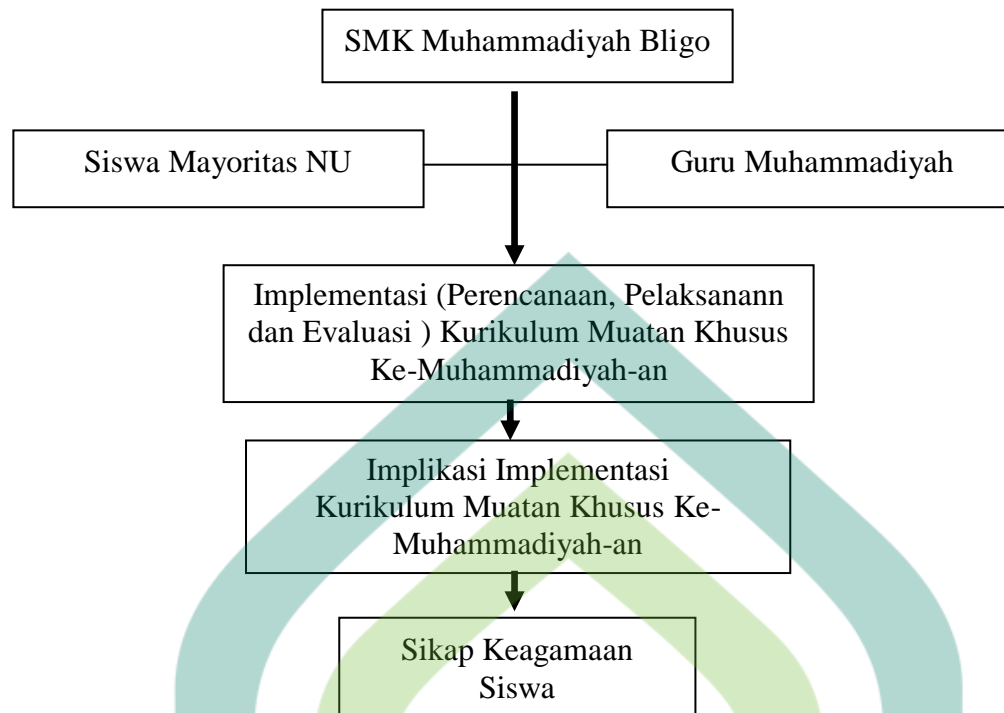 SMK Muhammadiyah Bligo
Siswa Mayoritas NU
Guru Muhammadiyah
Implementasi (Perencanaan, Pelaksanann
dan Evaluasi ) Kurikulum Muatan Khusus
Ke-Muhammadiyah-an
Implikasi Implementasi
Kurikulum Muatan Khusus Ke-
Muhammadiyah-an
Sikap Keagamaan
Siswa